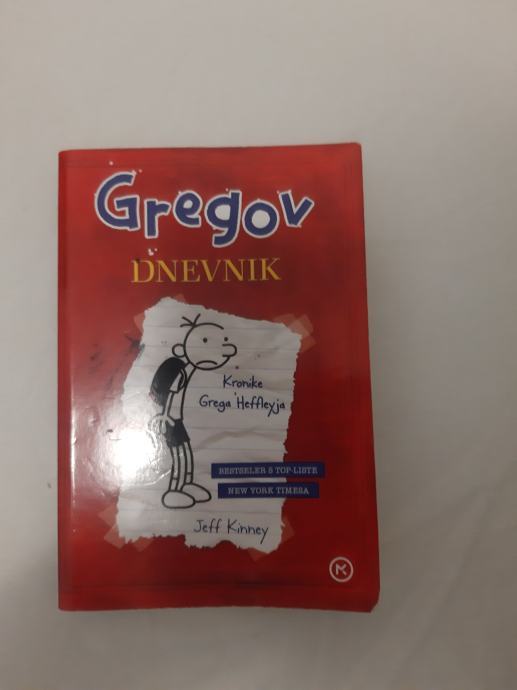 Gregov
DNEVNIK
Kronike
Grega Heffleyja
BESTSELER S TOP-LISTE
NEW YORK TIMESA
Jeff Kinney